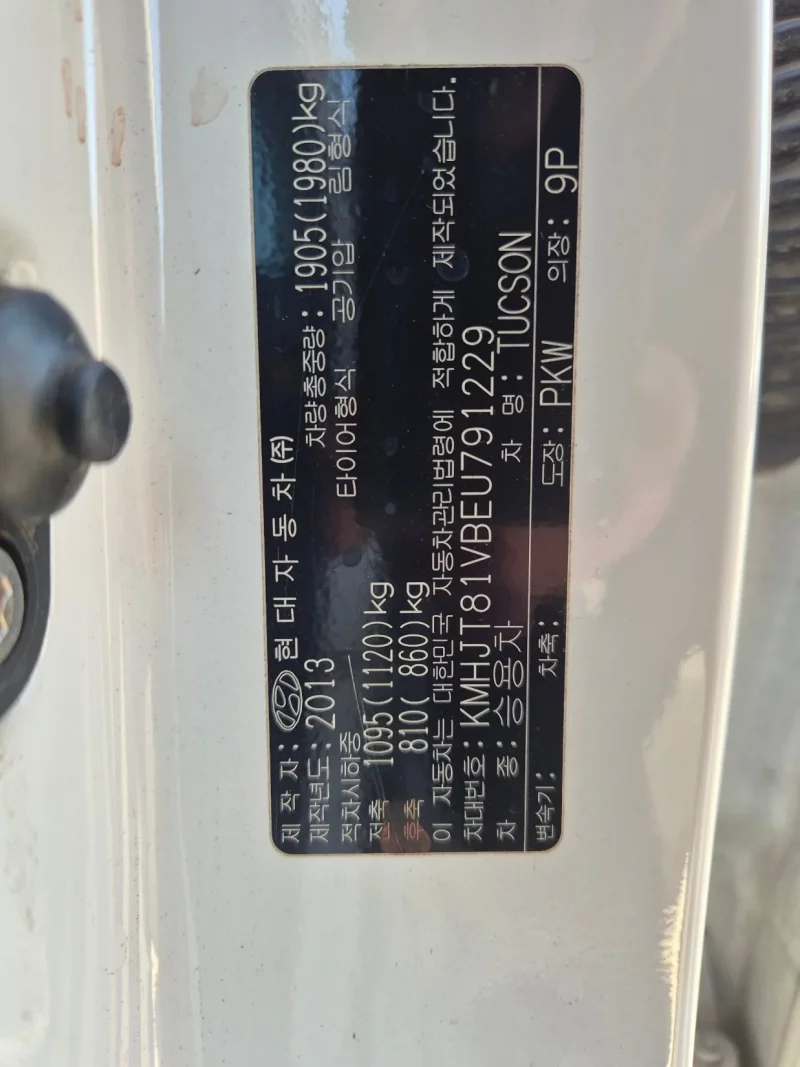 제 작 자: 현 대 자 동 차 (주)
제작년도: 2013 차량총중량: 1905(1980)kg
적차시하중 타이어형식 공기압 림형식
전축 1095(1120)kg
후축 810( 860)kg
이 자동차는 대한민국 자동차관리법령에 적합하게 제작되었습니다.
차대번호: KMHJT81VBEU791229
차 종: 승용차 차 명: TUCSON
변속기: 차축: 도장: PKW 의장: 9P